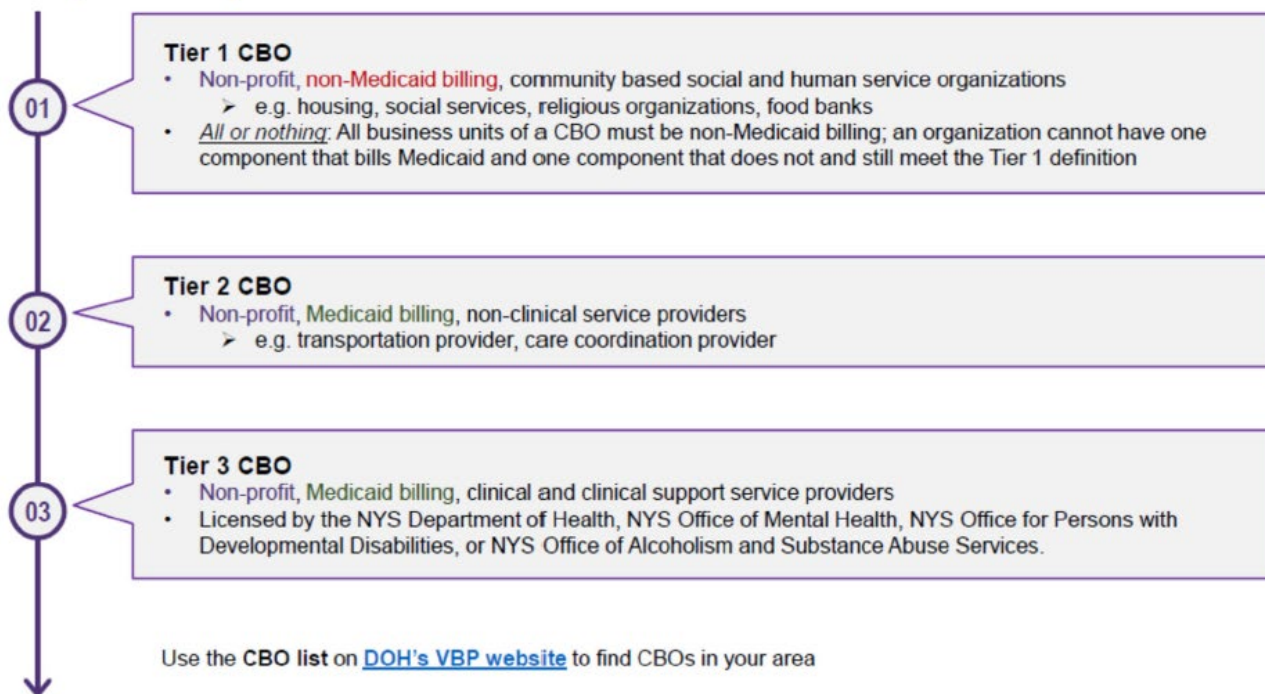 01
Tier 1 CBO
• Non-profit, non-Medicaid billing, community based social and human service organizations
➢ e.g. housing, social services, religious organizations, food banks
• All or nothing: All business units of a CBO must be non-Medicaid billing; an organization cannot have one
component that bills Medicaid and one component that does not and still meet the Tier 1 definition
02
Tier 2 CBO
• Non-profit, Medicaid billing, non-clinical service providers
➢ e.g. transportation provider, care coordination provider
03
Tier 3 CBO
• Non-profit, Medicaid billing, clinical and clinical support service providers
• Licensed by the NYS Department of Health, NYS Office of Mental Health, NYS Office for Persons with
Developmental Disabilities, or NYS Office of Alcoholism and Substance Abuse Services.
Use the CBO list on DOH's VBP website to find CBOs in your area